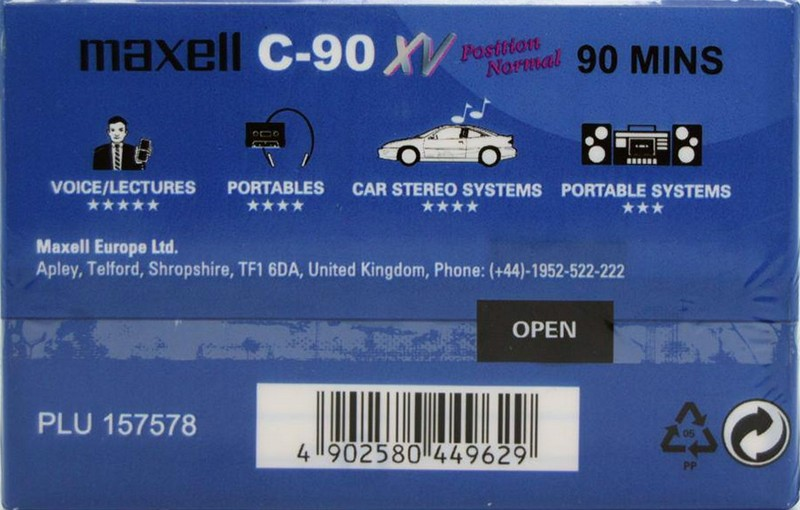 maxell C-90 XV Position Normal 90 MINS
VOICE/LECTURES PORTABLES CAR STEREO SYSTEMS PORTABLE SYSTEMS
★★★★★ ★★★★ ★★★★ ★★★
Maxell Europe Ltd.
Apley, Telford, Shropshire, TF1 6DA, United Kingdom, Phone: (+44)-1952-522-222
OPEN
PLU 157578
4 902580 449629
05
PP